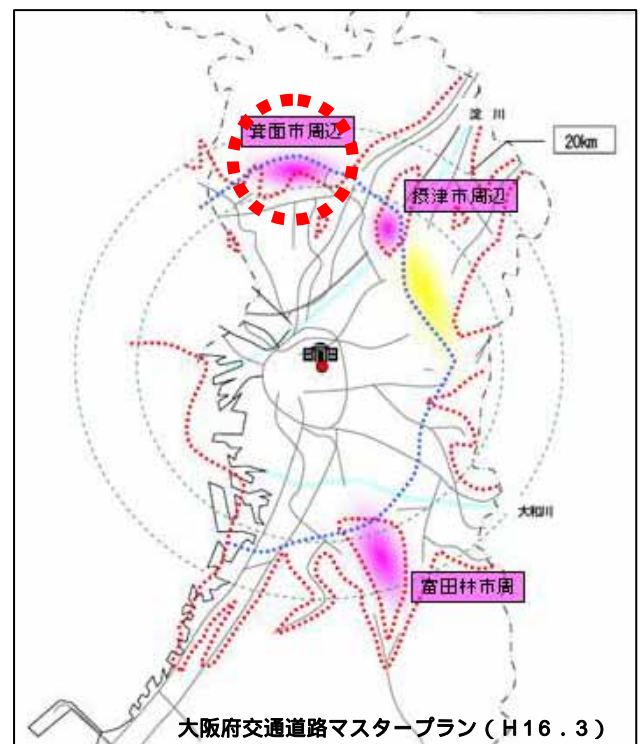 箕面市周辺
淀川
20km
摂津市周辺
大和川
富田林市周
大阪府交通道路マスタープラン（Ｈ16．3）